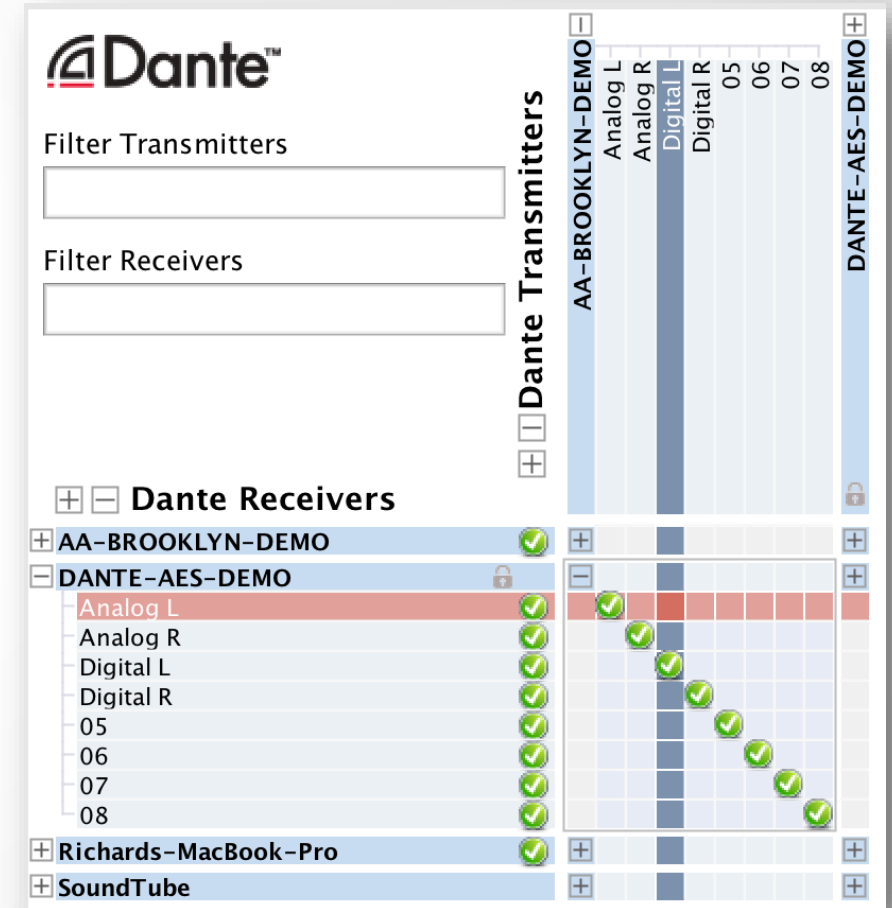 Dante™
Filter Transmitters
Filter Receivers
Dante Transmitters
AA-BROOKLYN-DEMO
Analog L
Analog R
Digital L
Digital R
05
06
07
08
DANTE-AES-DEMO
Dante Receivers
AA-BROOKLYN-DEMO
DANTE-AES-DEMO
Analog L
Analog R
Digital L
Digital R
05
06
07
08
Richards-MacBook-Pro
SoundTube